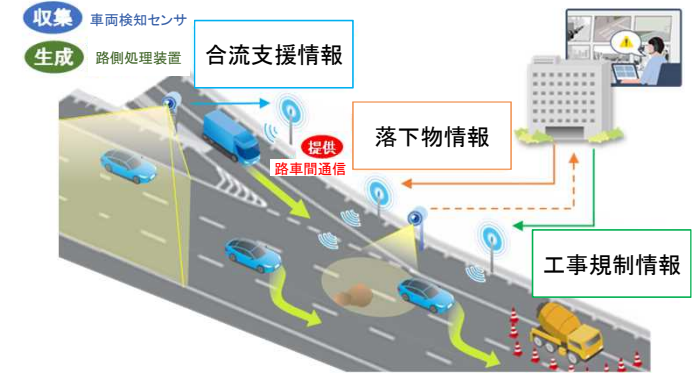 収集 車両検知センサ
生成 路側処理装置
合流支援情報
落下物情報
提供
路車間通信
工事規制情報